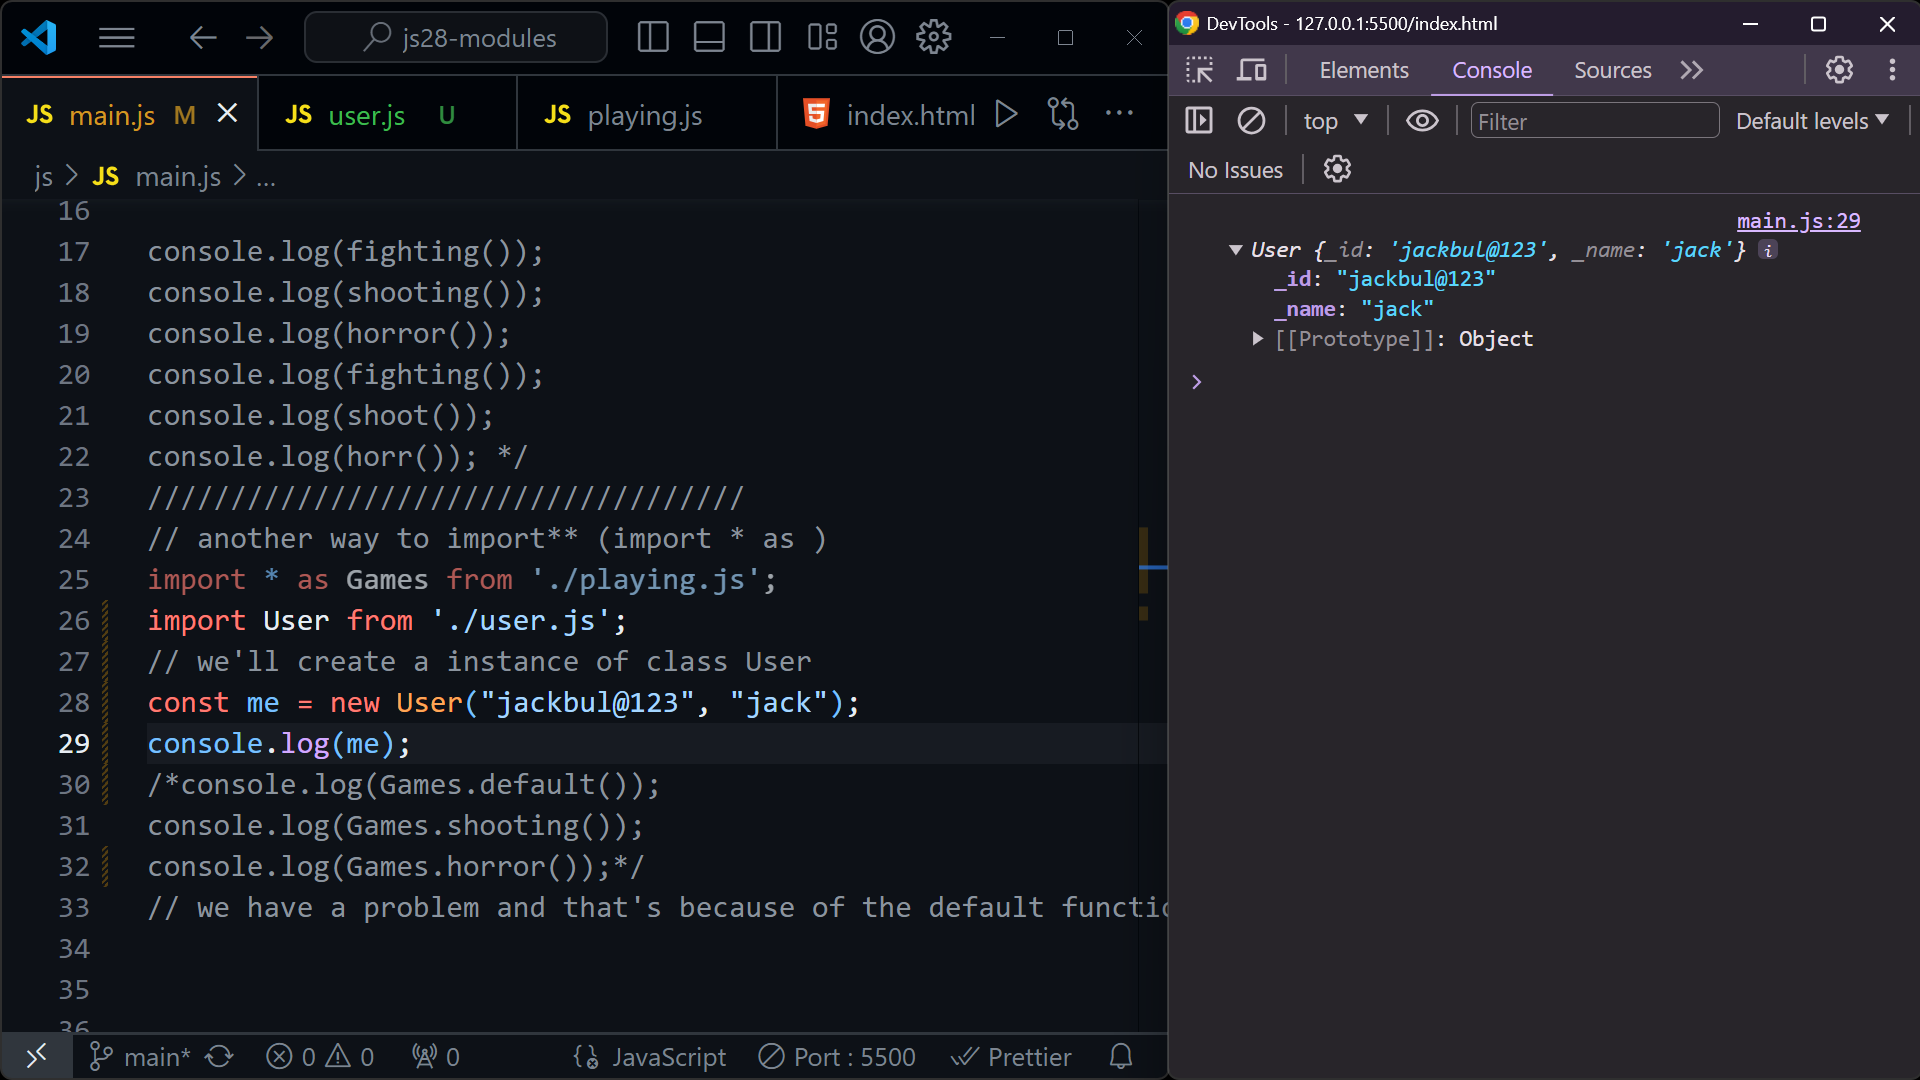 js28-modules
JS main.js M
JS user.js U
JS playing.js
index.html
js > JS main.js > ...
16
17 console.log(fighting());
18 console.log(shooting());
19 console.log(horror());
20 console.log(fighting());
21 console.log(shoot());
22 console.log(horr()); */
23 ////////////////////////////////////
24 // another way to import** (import * as )
25 import * as Games from './playing.js';
26 import User from './user.js';
27 // we'll create a instance of class User
28 const me = new User("jackbul@123", "jack");
29 console.log(me);
30 /*console.log(Games.default());
31 console.log(Games.shooting());
32 console.log(Games.horror());*/
33 // we have a problem and that's because of the default functio
34
35
36
main* 0 0 0 JavaScript Port : 5500 Prettier
DevTools - 127.0.0.1:5500/index.html
Elements Console Sources
top Filter Default levels
No Issues
main.js:29
User {_id: 'jackbul@123', _name: 'jack'} i
_id: "jackbul@123"
_name: "jack"
[[Prototype]]: Object